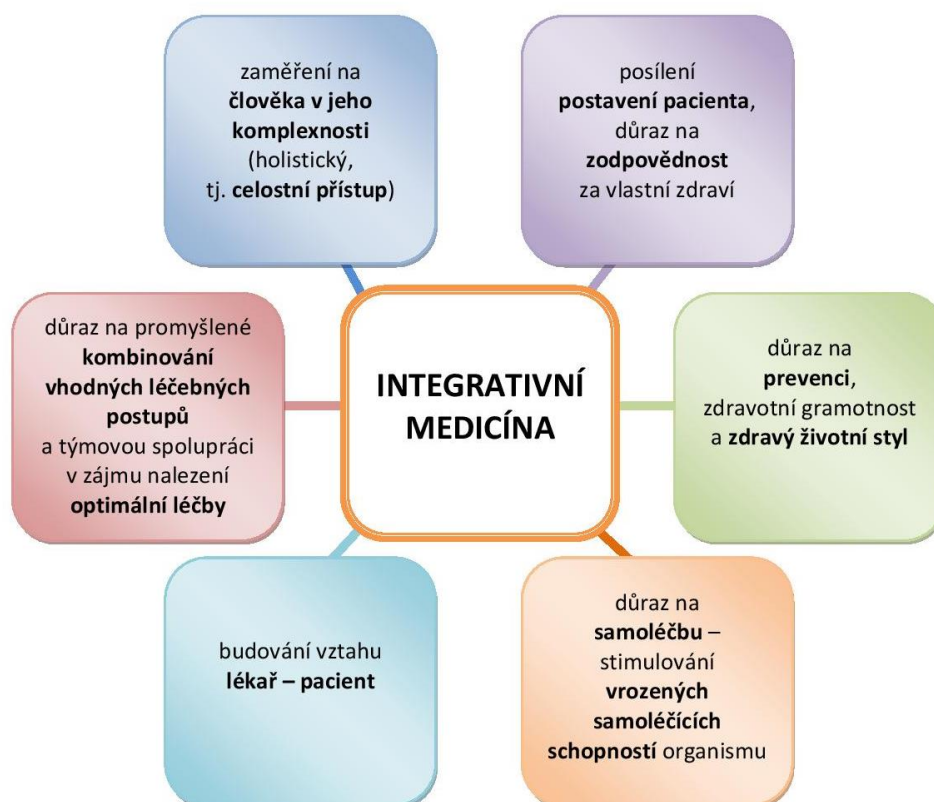 zaměření na
člověka v jeho
komplexnosti
(holistický,
tj. celostní přístup)
posílení
postavení pacienta,
důraz na
zodpovědnost
za vlastní zdraví
důraz na promyšlené
kombinování
vhodných léčebných
postupů
a týmovou spolupráci
v zájmu nalezení
optimální léčby
INTEGRATIVNÍ
MEDICÍNA
důraz na
prevenci,
zdravotní gramotnost
a zdravý životní styl
budování vztahu
lékař – pacient
důraz na
samoléčbu –
stimulování
vrozených
samoléčících
schopností organismu